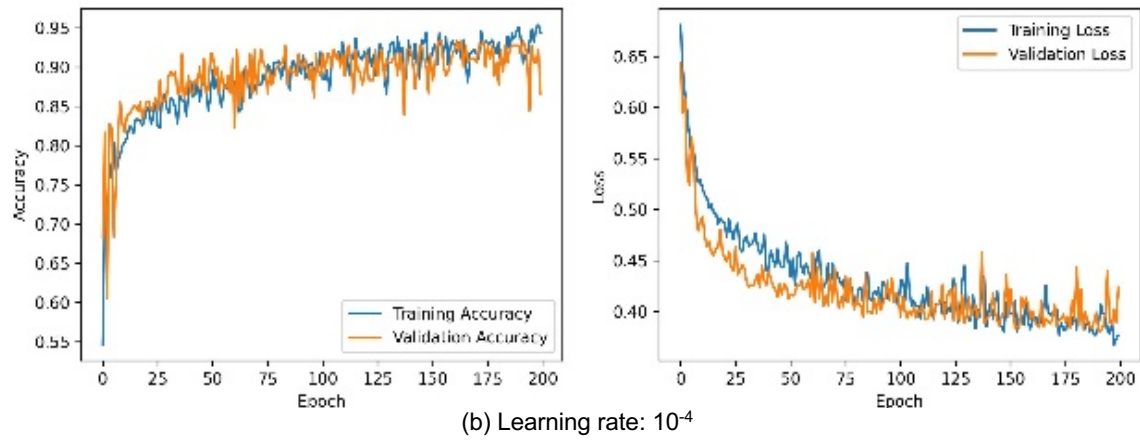 0.95
0.90
0.85
0.80
0.75
0.70
0.65
0.60
0.55
Accuracy
Training Accuracy
Validation Accuracy
0 25 50 75 100 125 150 175 200
Epoch
0.65
0.60
0.55
0.50
0.45
0.40
Loss
Training Loss
Validation Loss
0 25 50 75 100 125 150 175 200
Epoch
(b) Learning rate: 10⁻⁴